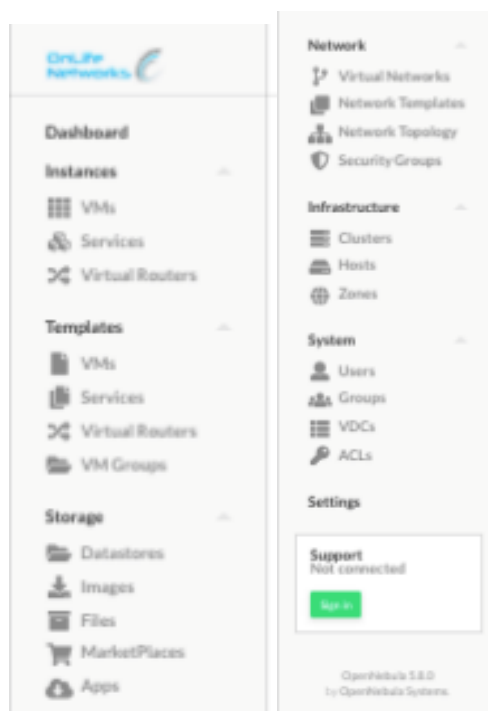 OnLife
Networks
Dashboard
Instances
VMs
Services
Virtual Routers
Templates
VMs
Services
Virtual Routers
VM Groups
Storage
Datastores
Images
Files
MarketPlaces
Apps
Network
Virtual Networks
Network Templates
Network Topology
Security Groups
Infrastructure
Clusters
Hosts
Zones
System
Users
Groups
VDCs
ACLs
Settings
Support
Not connected
Sign in
OpenNebula 5.8.0
by OpenNebula Systems.